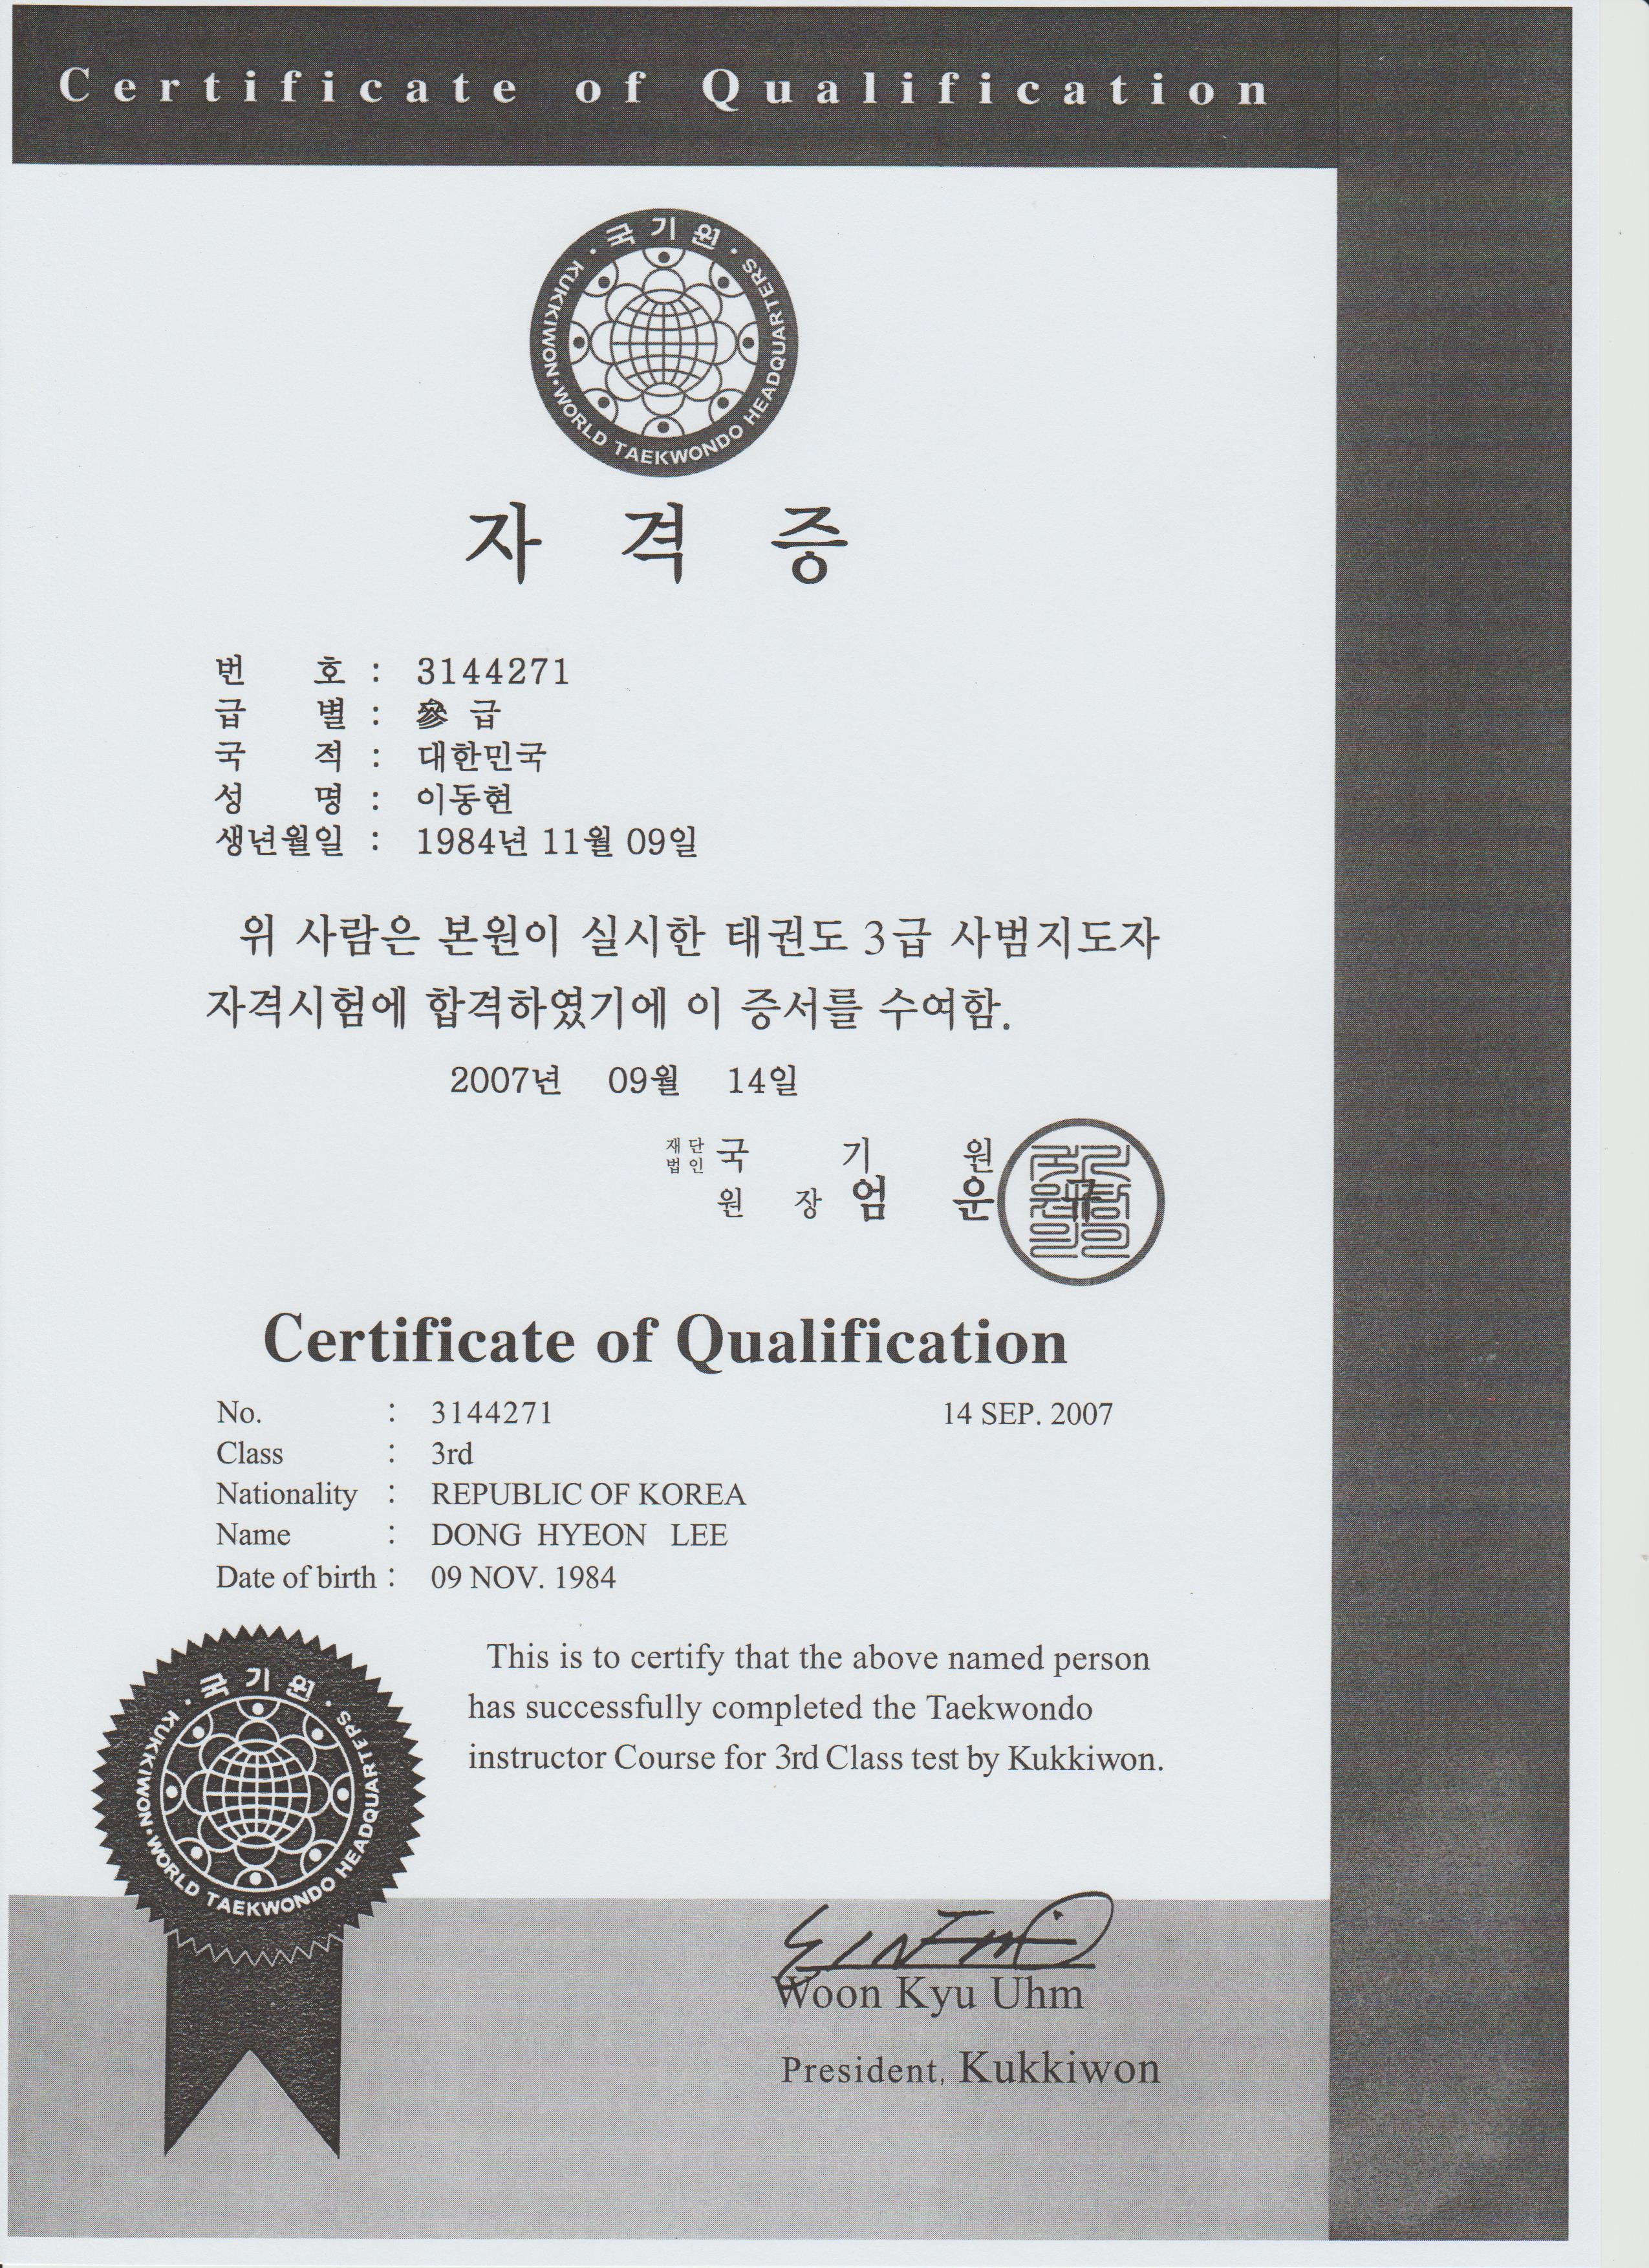 Certificate of Qualification
· 국기원 ·
KUKKIWON · WORLD TAEKWONDO HEADQUARTERS
자 격 증
번 호 : 3144271
급 별 : 參 급
국 적 : 대한민국
성 명 : 이동현
생년월일 : 1984년 11월 09일
위 사람은 본원이 실시한 태권도 3급 사범지도자
자격시험에 합격하였기에 이 증서를 수여함.
2007년 09월 14일
재단법인 국 기 원
원 장 엄 운 규
Certificate of Qualification
No. : 3144271 14 SEP. 2007
Class : 3rd
Nationality : REPUBLIC OF KOREA
Name : DONG HYEON LEE
Date of birth : 09 NOV. 1984
This is to certify that the above named person
has successfully completed the Taekwondo
instructor Course for 3rd Class test by Kukkiwon.
· 국기원 ·
KUKKIWON · WORLD TAEKWONDO HEADQUARTERS
Woon Kyu Uhm
President, Kukkiwon